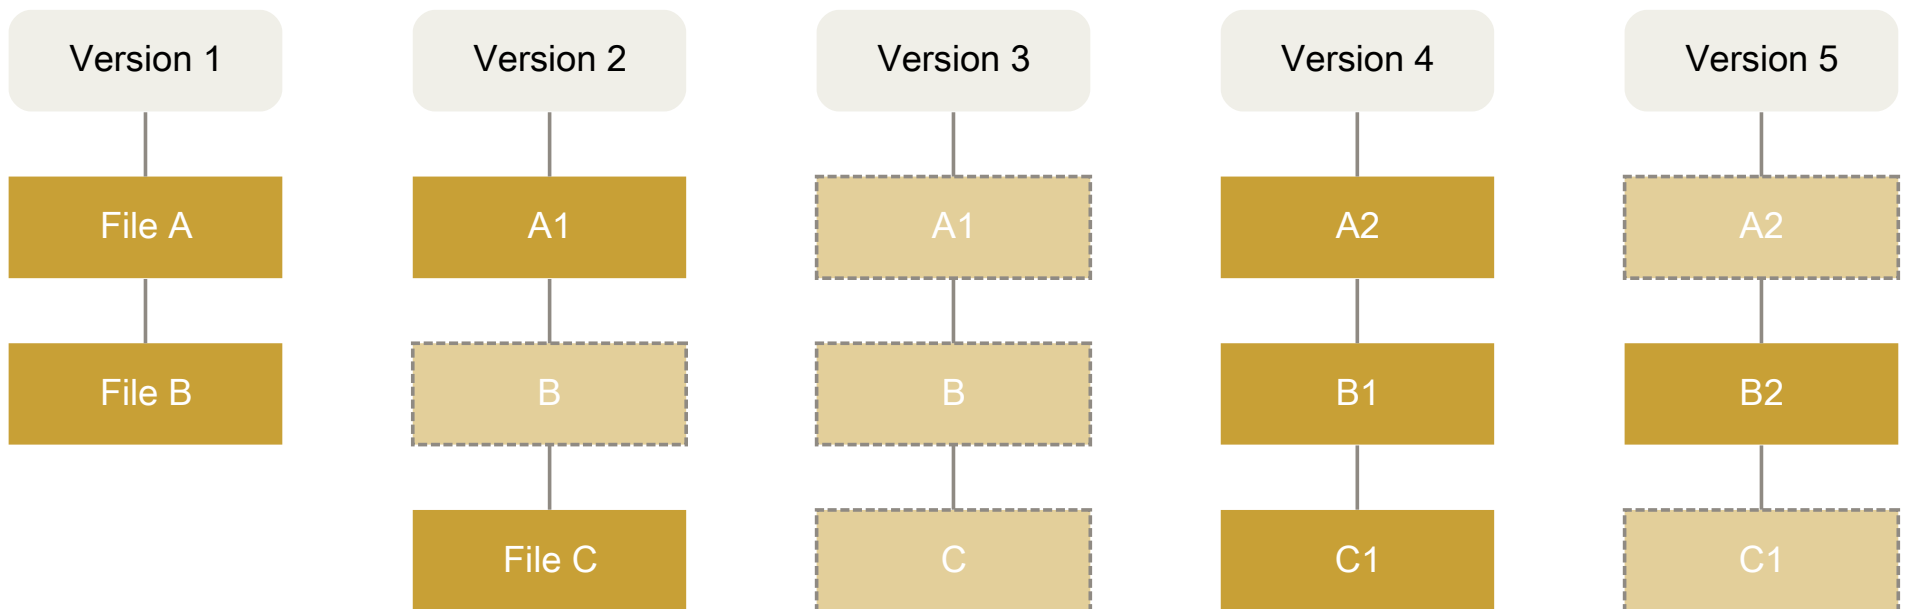 Version 1
Version 2
Version 3
Version 4
Version 5
File A
A1
A1
A2
A2
File B
B
B
B1
B2
File C
C
C1
C1